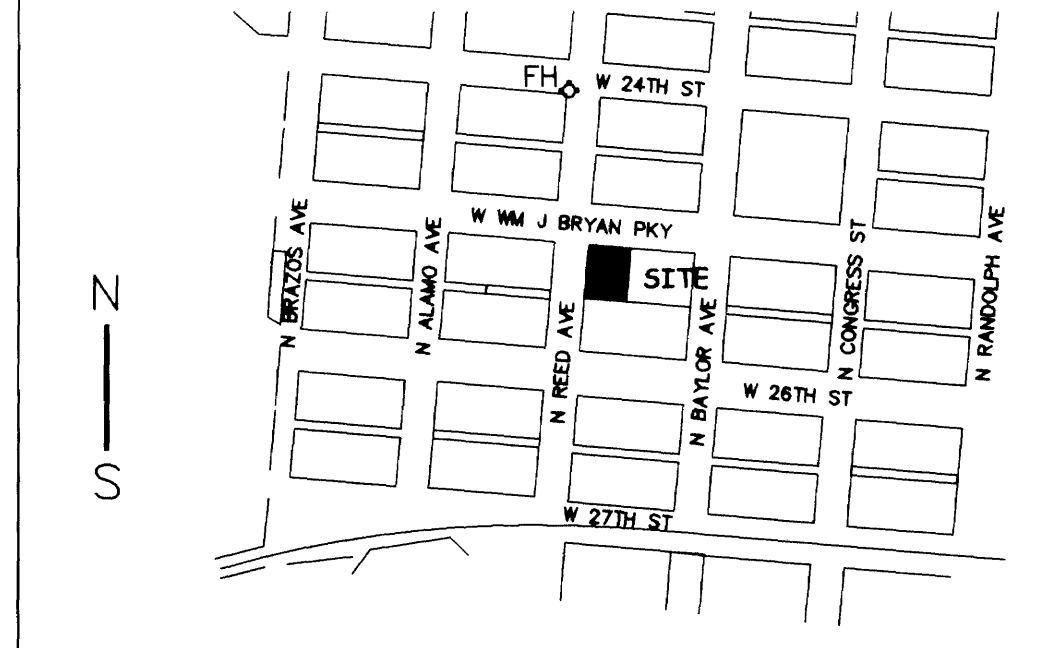 FH
W 24TH ST
W WM J BRYAN PKY
N BRAZOS AVE
N ALAMO AVE
N REED AVE
SITE
N BAYLOR AVE
N CONGRESS ST
N RANDOLPH AVE
N
S
W 26TH ST
W 27TH ST